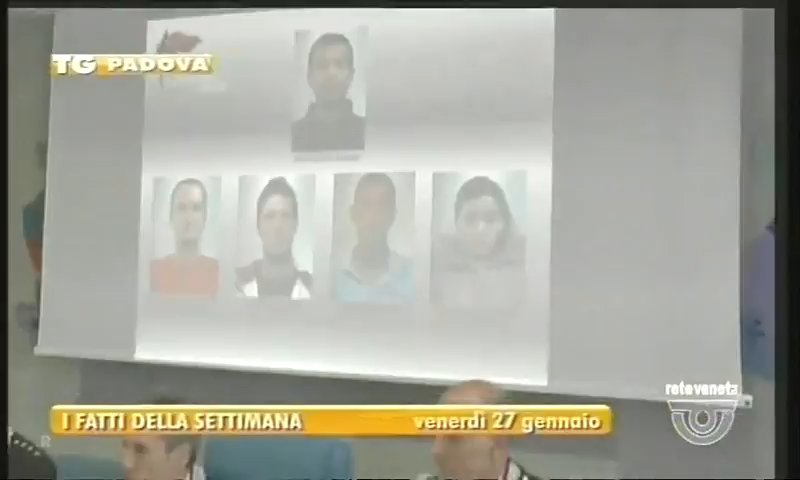 TG PADOVA
reteveneta
I FATTI DELLA SETTIMANA venerdì 27 gennaio